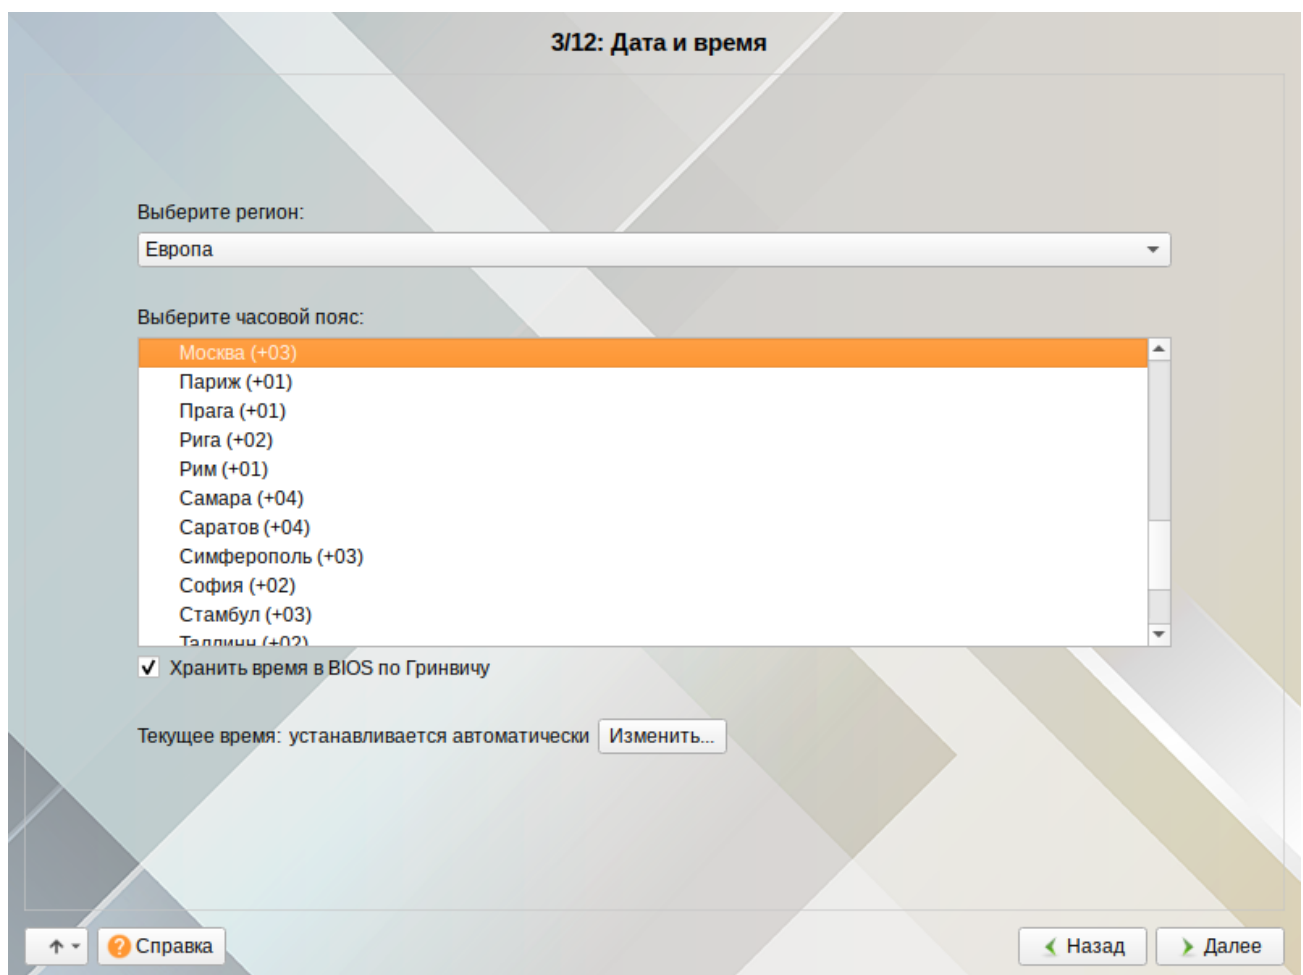 3/12: Дата и время
Выберите регион:
Европа
Выберите часовой пояс:
Москва (+03)
Париж (+01)
Прага (+01)
Рига (+02)
Рим (+01)
Самара (+04)
Саратов (+04)
Симферополь (+03)
София (+02)
Стамбул (+03)
Таллинн (+02)
Хранить время в BIOS по Гринвичу
Текущее время: устанавливается автоматически Изменить...
Справка Назад Далее